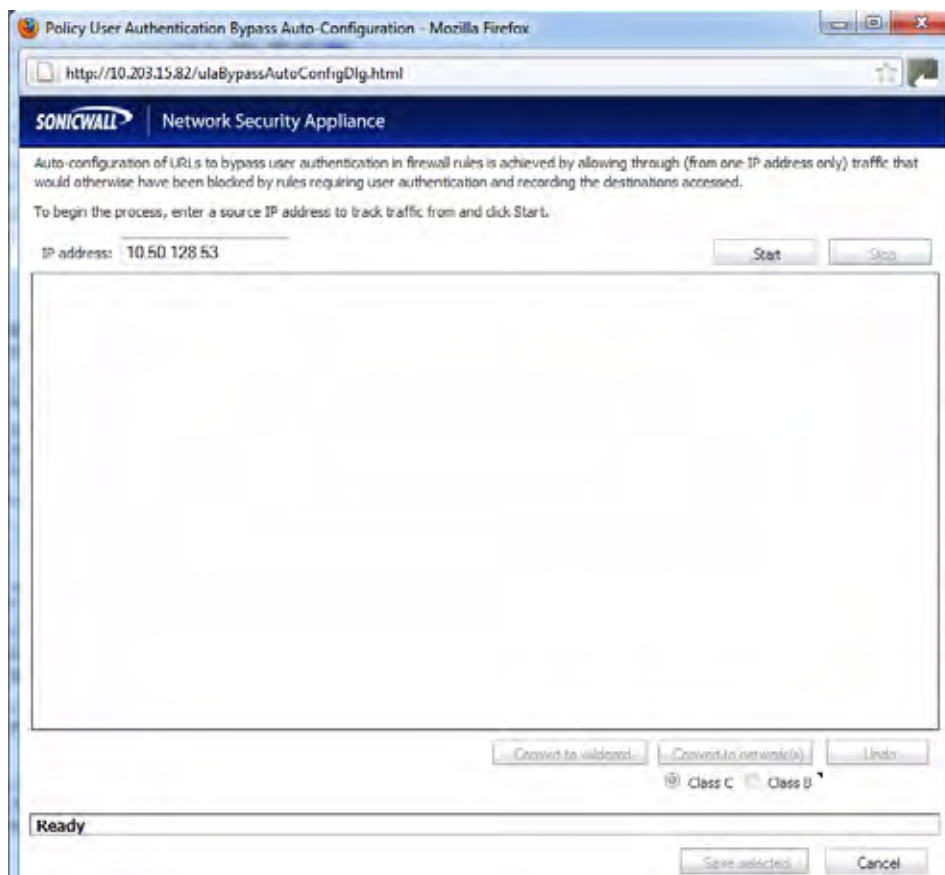 Policy User Authentication Bypass Auto-Configuration - Mozilla Firefox
http://10.203.15.82/ulaBypassAutoConfigDlg.html
SONICWALL | Network Security Appliance
Auto-configuration of URLs to bypass user authentication in firewall rules is achieved by allowing through (from one IP address only) traffic that
would otherwise have been blocked by rules requiring user authentication and recording the destinations accessed.
To begin the process, enter a source IP address to track traffic from and click Start.
IP address: 10.50.128.53 Start Stop
Convert to wildcard Convert to network(s) Undo
Class C Class B
Ready
Save selected Cancel